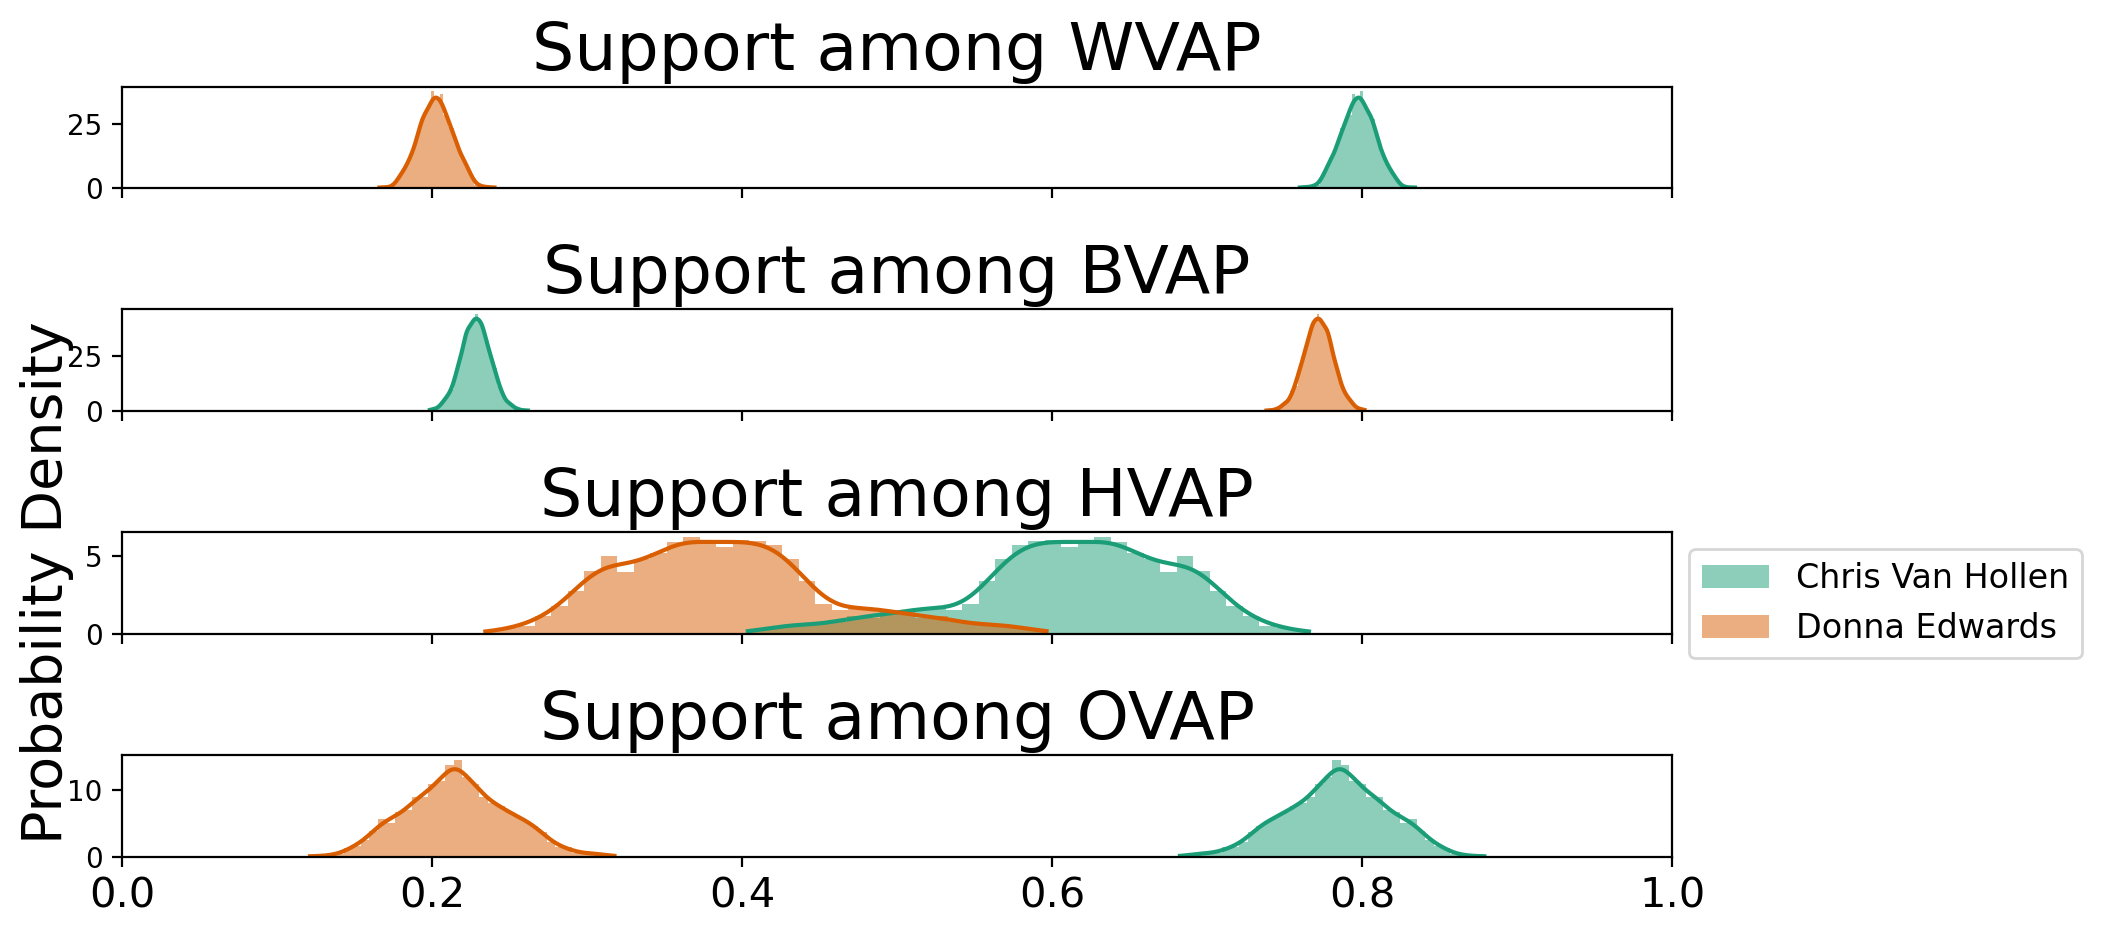 Support among WVAP
25
0
Support among BVAP
25
0
Support among HVAP
5
0
Support among OVAP
10
0
0.0 0.2 0.4 0.6 0.8 1.0
Probability Density
Chris Van Hollen
Donna Edwards